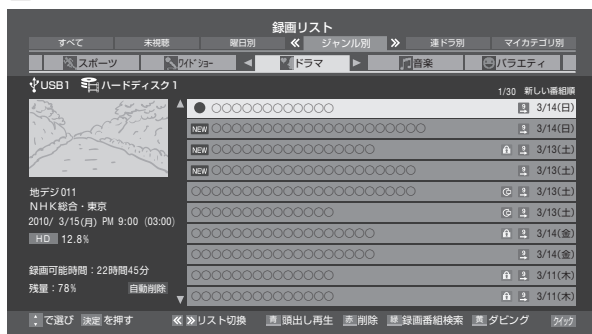 録画リスト
すべて 未視聴 曜日別 ≪ ジャンル別 ≫ 連ドラ別 マイカテゴリ別
スポーツ ワイドショー ◀ ドラマ ▶ 音楽 バラエティ
USB1 ハードディスク1
1/30 新しい番組順
● ○○○○○○○○○○○○ 3/14(日)
NEW ○○○○○○○○○○○○○○○○○○○○○ 3/14(日)
NEW ○○○○○○○○○○○○○ 3/13(土)
NEW ○○○○○○○○○○○○○○○○○○○○ 3/13(土)
○○○○○○○○○○○○○○○○○○○○○○ 3/13(土)
○○○○○○○○○○○○○○ 3/13(土)
○○○○○○○○○○○○○○○○○○ 3/14(金)
○○○○○○○○○○○○○○○○○○ 3/14(金)
○○○○○○○○○○○○○○ 3/11(木)
○○○○○○○○○○○○○○ 3/11(木)
地デジ011
NHK総合・東京
2010/ 3/15(月) PM 9:00 (03:00)
HD 12.8%
録画可能時間:22時間45分
残量:78% 自動削除
で選び 決定 を押す ≪ ≫リスト切換 青 頭出し再生 赤 削除 緑 録画番組検索 黄 ダビング クイック